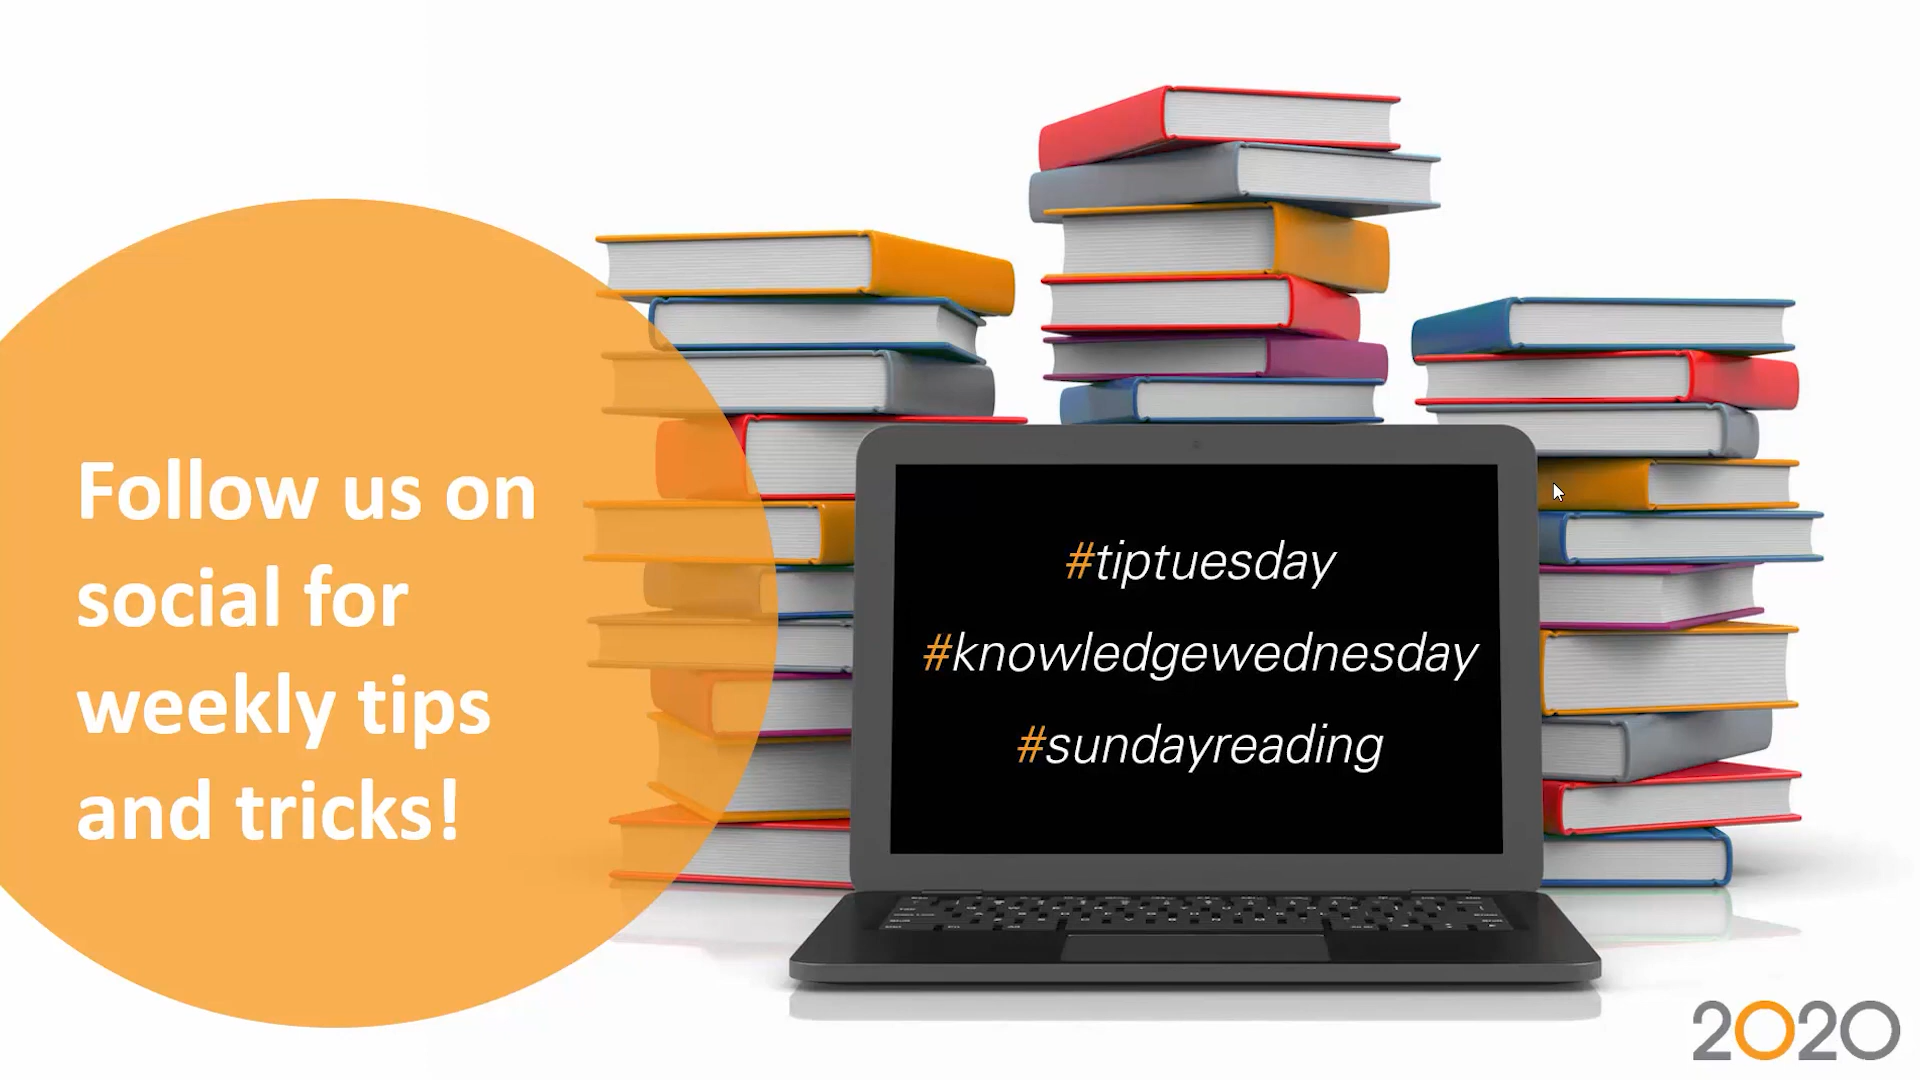 Follow us on
social for
weekly tips
and tricks!
#tiptuesday
#knowledgewednesday
#sundayreading
2020